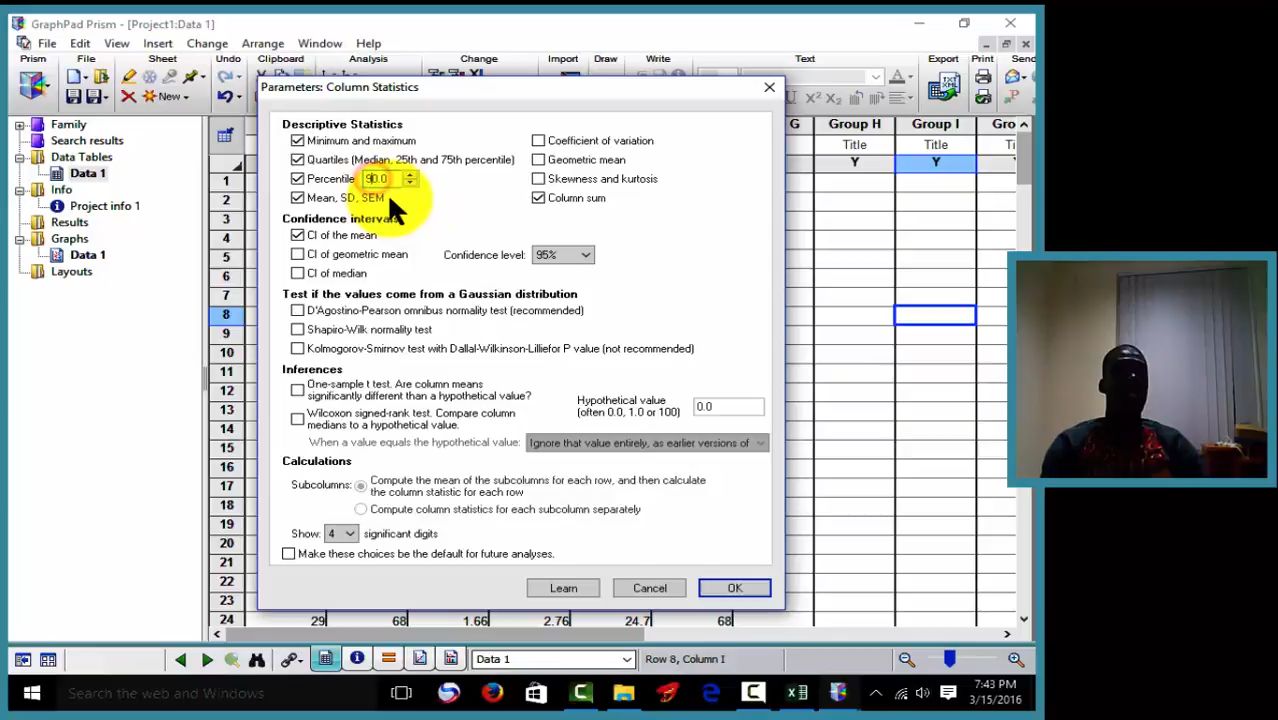 GraphPad Prism - [Project1:Data 1]
File Edit View Insert Change Arrange Window Help
Prism File Sheet Clipboard Analysis Change Import Draw Write Text Export Print Send
New
Parameters: Column Statistics
Family
Search results
Data Tables
Data 1
Info
Project info 1
Results
Graphs
Data 1
Layouts
Descriptive Statistics
Minimum and maximum
Coefficient of variation
Quartiles (Median, 25th and 75th percentile)
Geometric mean
Percentile 90.0
Skewness and kurtosis
Mean, SD, SEM
Column sum
Confidence intervals
CI of the mean
CI of geometric mean
Confidence level: 95%
CI of median
Test if the values come from a Gaussian distribution
D'Agostino-Pearson omnibus normality test (recommended)
Shapiro-Wilk normality test
Kolmogorov-Smirnov test with Dallal-Wilkinson-Lilliefor P value (not recommended)
Inferences
One-sample t test. Are column means
significantly different than a hypothetical value?
Wilcoxon signed-rank test. Compare column
medians to a hypothetical value.
Hypothetical value
(often 0.0, 1.0 or 100)
0.0
When a value equals the hypothetical value: Ignore that value entirely, as earlier versions of
Calculations
Subcolumns:
Compute the mean of the subcolumns for each row, and then calculate
the column statistic for each row
Compute column statistics for each subcolumn separately
Show: 4 significant digits
Make these choices be the default for future analyses.
Learn Cancel OK
G Group H Group I Gro
Title Title Ti
Y Y
1
2
3
4
5
6
7
8
9
10
11
12
13
14
15
16
17
18
19
20
21
22
23
24 29 68 1.66 2.76 24.7 68
Data 1 Row 8, Column I
Search the web and Windows
7:43 PM
3/15/2016